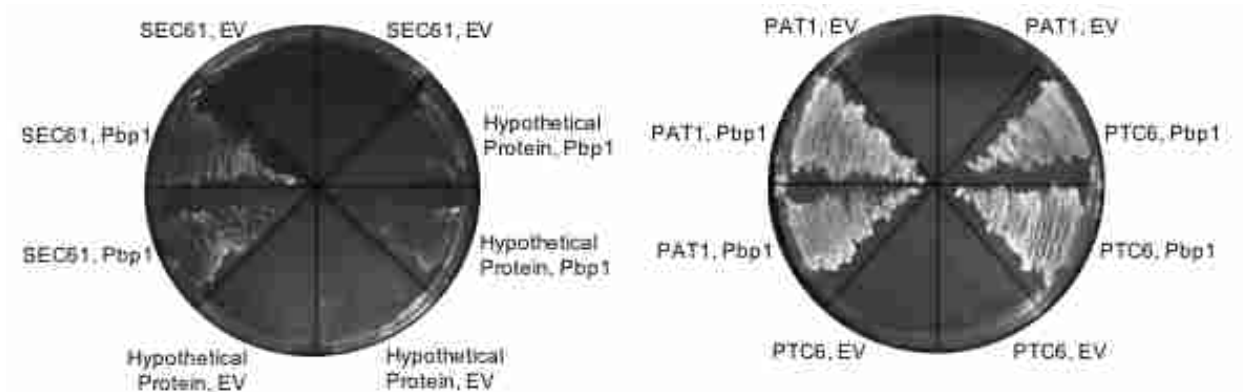 SEC61, EV
SEC61, EV
SEC61, Pbp1
Hypothetical
Protein, Pbp1
SEC61, Pbp1
Hypothetical
Protein, Pbp1
Hypothetical
Protein, EV
Hypothetical
Protein, EV
PAT1, EV
PAT1, EV
PAT1, Pbp1
PTC6, Pbp1
PAT1, Pbp1
PTC6, Pbp1
PTC6, EV
PTC6, EV